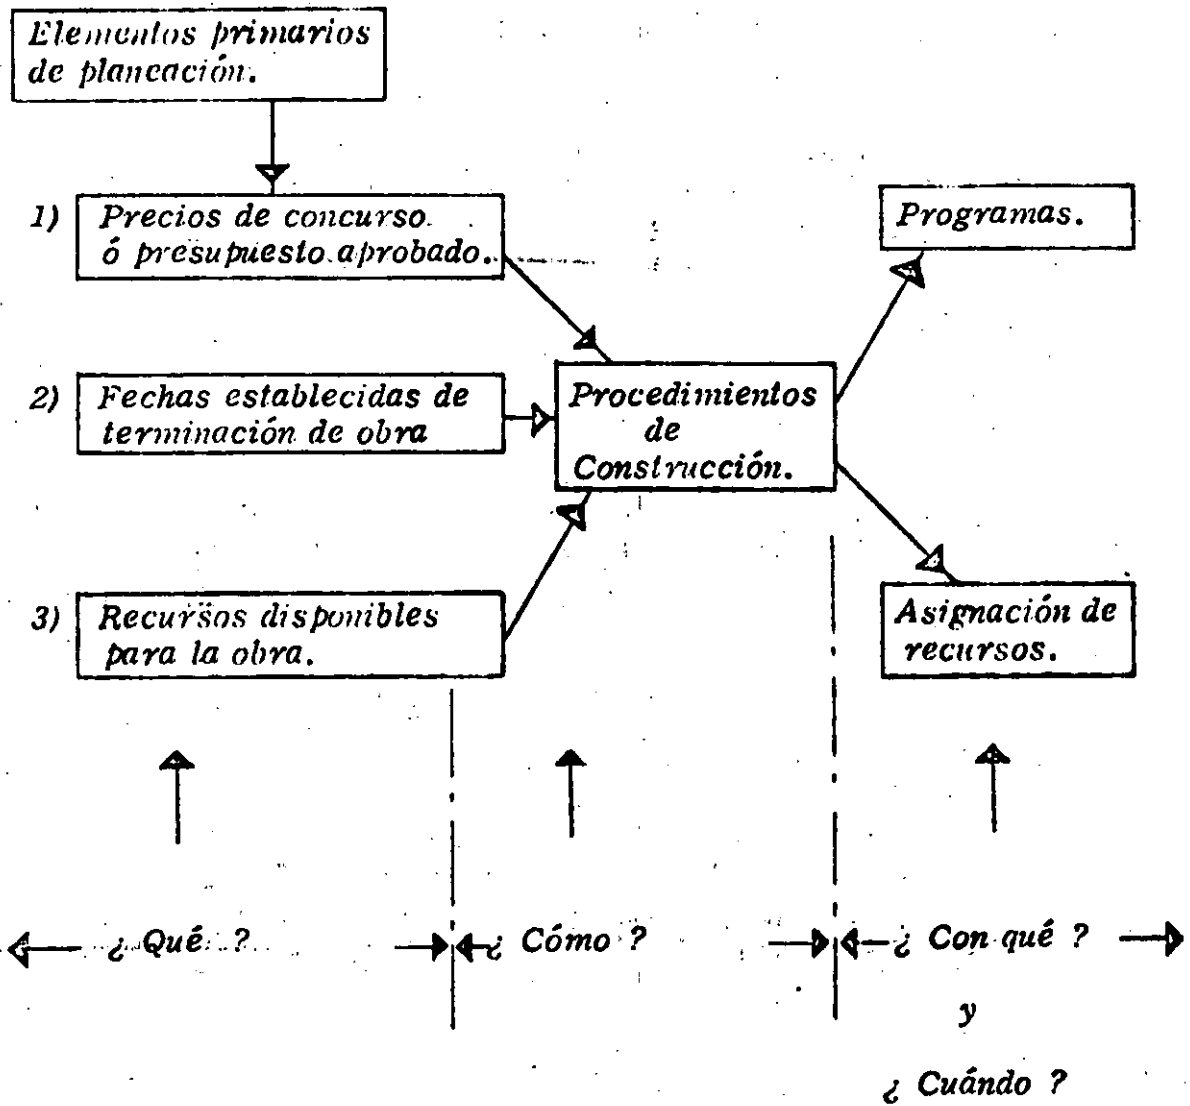 Elementos primarios
de planeación.
1) Precios de concurso
ó presupuesto aprobado.
Programas.
2) Fechas establecidas de
terminación de obra
Procedimientos
de
Construcción.
3) Recursos disponibles
para la obra.
Asignación de
recursos.
¿ Qué ? ¿ Cómo ? ¿ Con qué ?
y
¿ Cuándo ?